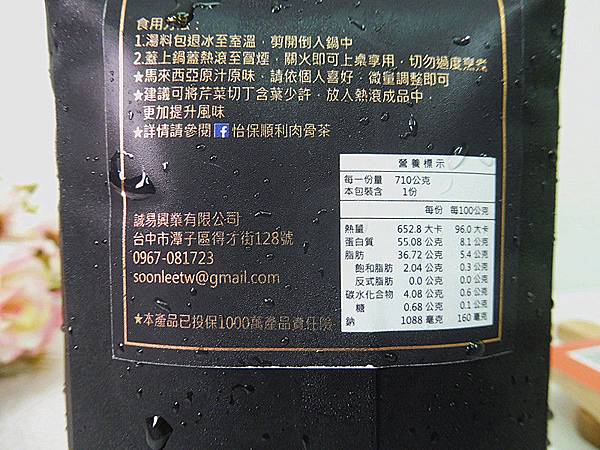 食用方法：
1.湯料包退冰至室溫，剪開倒入鍋中
2.蓋上鍋蓋熱滾至冒煙，關火即可上桌享用，切勿過度烹煮
★馬來西亞原汁原味，請依個人喜好，微量調整即可
★建議可將芹菜切丁含葉少許，放入熱滾成品中，
更加提升風味
★詳情請參閱 f 怡保順利肉骨茶
營養標示
每一份量 710公克
本包裝含 1份
每份 每100公克
熱量 652.8 大卡 96.0 大卡
蛋白質 55.08 公克 8.1 公克
脂肪 36.72 公克 5.4 公克
飽和脂肪 2.04 公克 0.3 公克
反式脂肪 0.0 公克 0.0 公克
碳水化合物 4.08 公克 0.6 公克
糖 0.68 公克 0.1 公克
鈉 1088 毫克 160 毫克
誠易興業有限公司
台中市潭子區得才街128號
0967-081723
soonleetw@gmail.com
★本產品已投保1000萬產品責任險